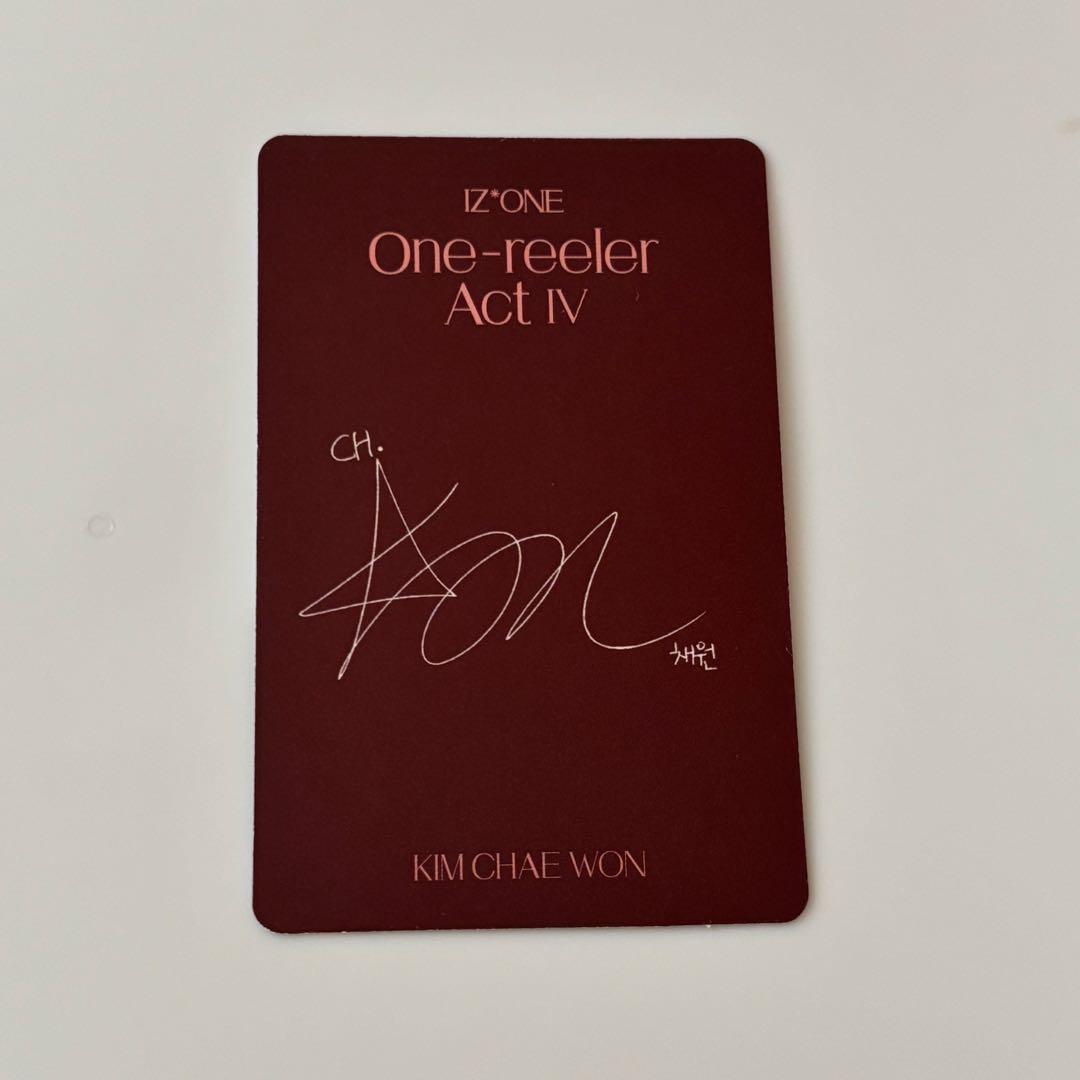 IZ*ONE
One-reeler
Act IV
CH.
채원
KIM CHAE WON